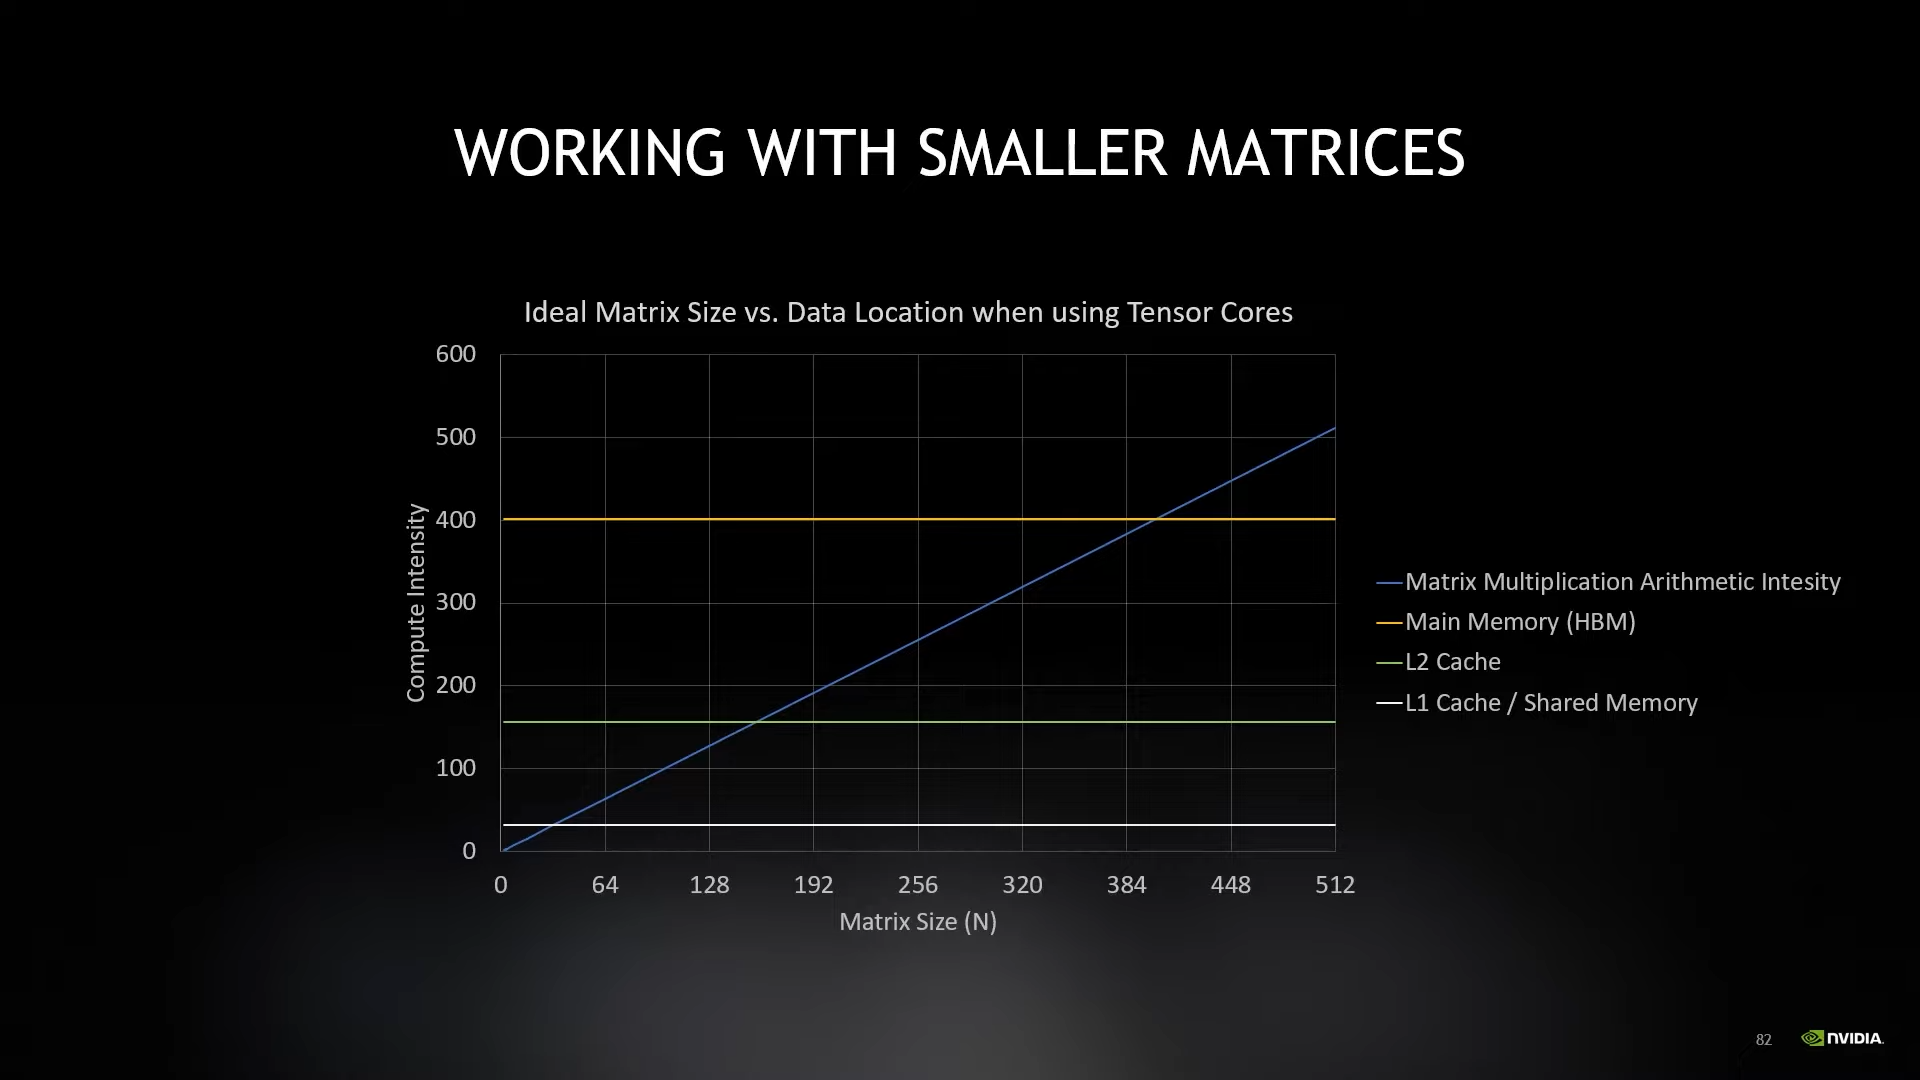 WORKING WITH SMALLER MATRICES
Ideal Matrix Size vs. Data Location when using Tensor Cores
600
500
400
300
200
100
0
Compute Intensity
0 64 128 192 256 320 384 448 512
Matrix Size (N)
Matrix Multiplication Arithmetic Intesity
Main Memory (HBM)
L2 Cache
L1 Cache / Shared Memory
82
NVIDIA.